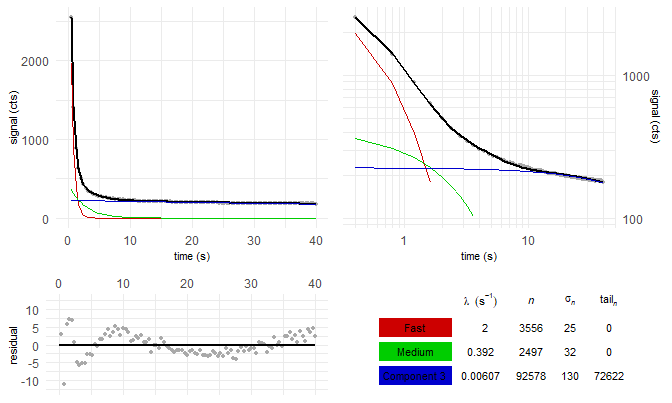 signal (cts)
2000
1000
0
0
10
20
30
40
time (s)
signal (cts)
1000
100
1
10
time (s)
0
10
20
30
40
residual
10
5
0
-5
-10
λ (s⁻¹) n σₙ tailₙ
Fast 2 3556 25 0
Medium 0.392 2497 32 0
Component 3 0.00607 92578 130 72622